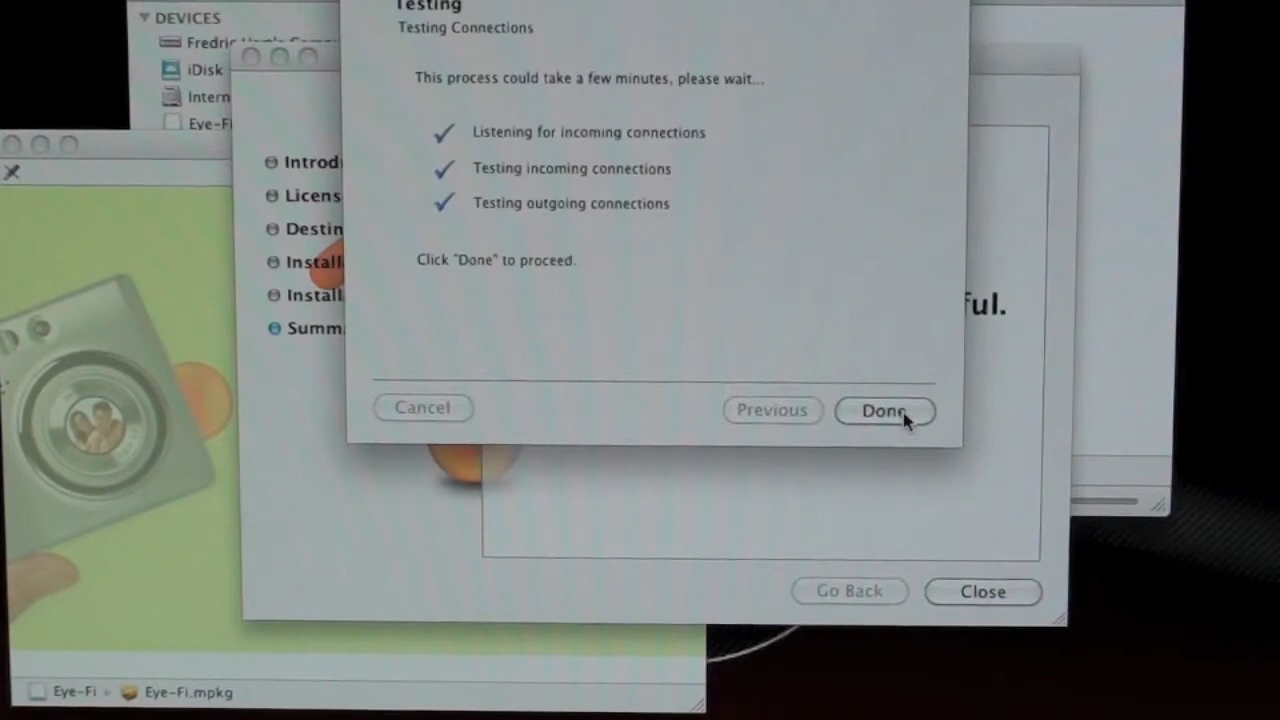 Testing
Testing Connections
This process could take a few minutes, please wait...
Listening for incoming connections
Testing incoming connections
Testing outgoing connections
Click "Done" to proceed.
Cancel
Previous
Done
DEVICES
iDisk
Intern
Eye-Fi
Introd
Licens
Destin
Install
Install
Summ
ful.
Go Back
Close
Eye-Fi
Eye-Fi.mpkg